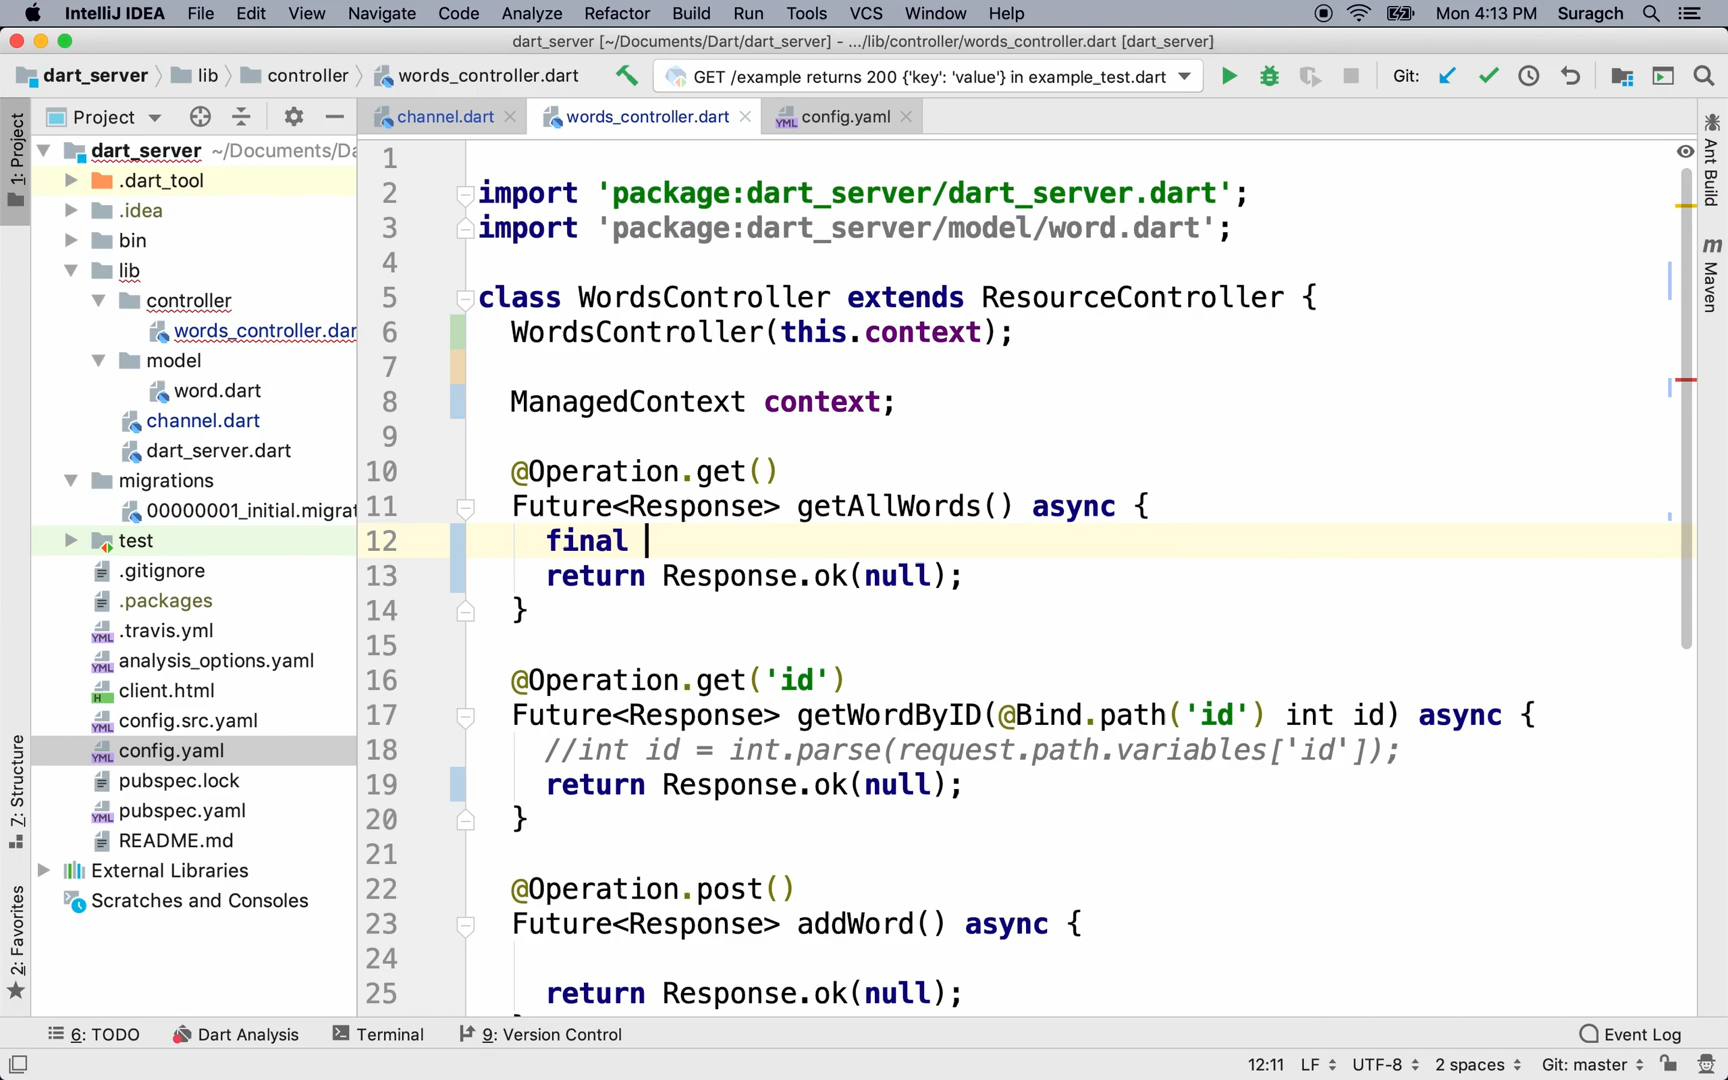 IntelliJ IDEA File Edit View Navigate Code Analyze Refactor Build Run Tools VCS Window Help Mon 4:13 PM Suragch
dart_server [~/Documents/Dart/dart_server] - .../lib/controller/words_controller.dart [dart_server]
dart_server lib controller words_controller.dart GET /example returns 200 {'key': 'value'} in example_test.dart Git:
Project channel.dart words_controller.dart config.yaml
1: Project
dart_server ~/Documents/Da
.dart_tool
.idea
bin
lib
controller
words_controller.dar
model
word.dart
channel.dart
dart_server.dart
migrations
00000001_initial.migrat
test
.gitignore
.packages
.travis.yml
analysis_options.yaml
client.html
config.src.yaml
config.yaml
pubspec.lock
pubspec.yaml
README.md
External Libraries
Scratches and Consoles
Z: Structure
2: Favorites
1
2 import 'package:dart_server/dart_server.dart';
3 import 'package:dart_server/model/word.dart';
4
5 class WordsController extends ResourceController {
6 WordsController(this.context);
7
8 ManagedContext context;
9
10 @Operation.get()
11 Future<Response> getAllWords() async {
12 final
13 return Response.ok(null);
14 }
15
16 @Operation.get('id')
17 Future<Response> getWordByID(@Bind.path('id') int id) async {
18 //int id = int.parse(request.path.variables['id']);
19 return Response.ok(null);
20 }
21
22 @Operation.post()
23 Future<Response> addWord() async {
24
25 return Response.ok(null);
Ant Build
m Maven
6: TODO Dart Analysis Terminal 9: Version Control Event Log
12:11 LF UTF-8 2 spaces Git: master